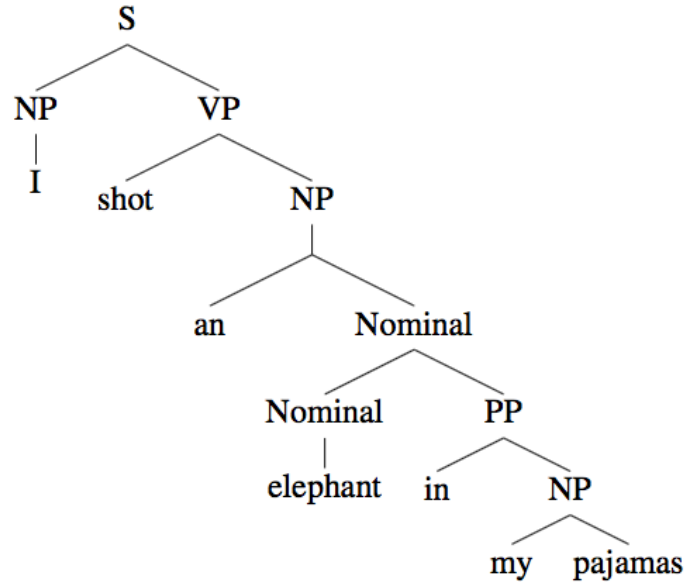 S
NP VP
I
shot NP
an Nominal
Nominal PP
elephant in NP
my pajamas